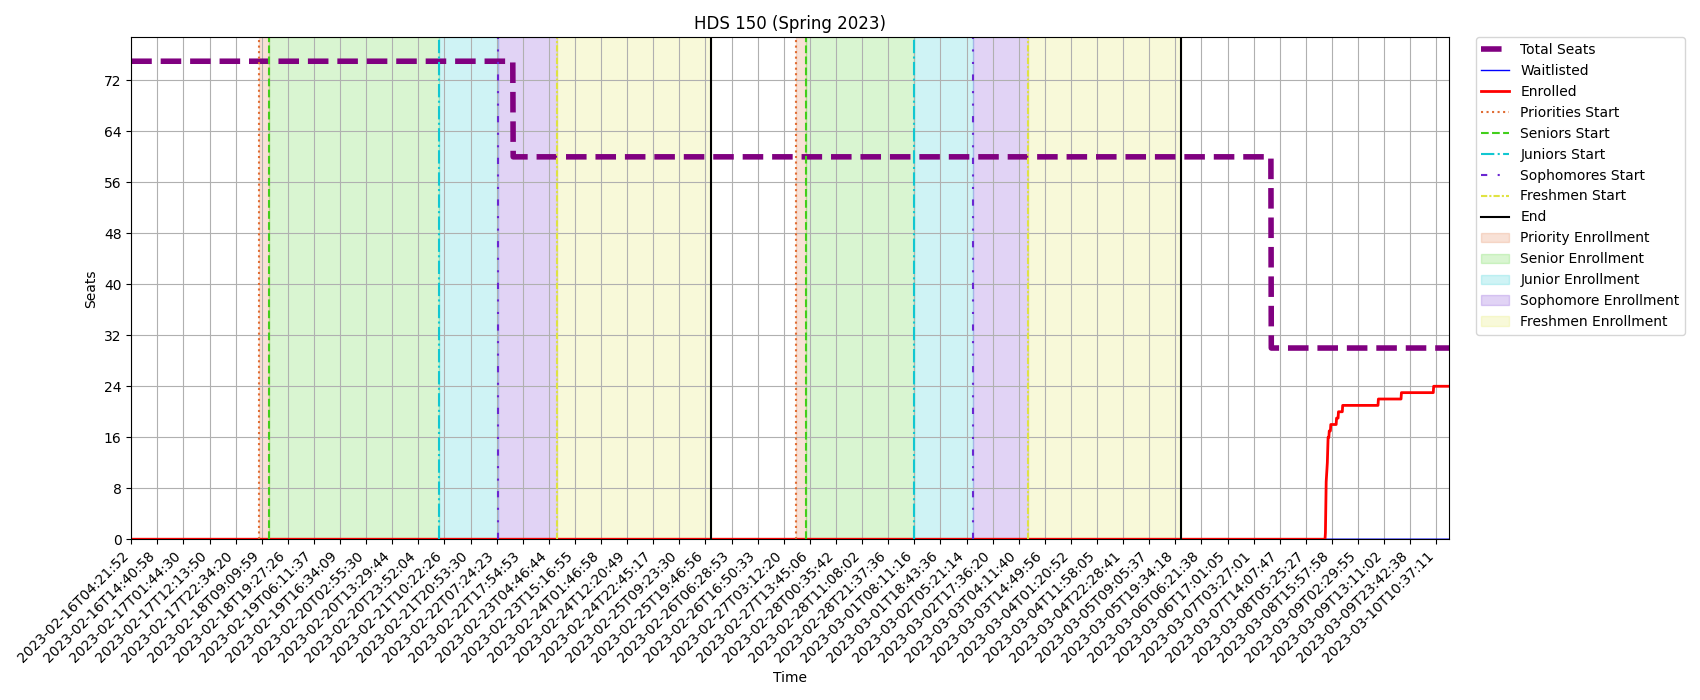 HDS 150 (Spring 2023)
Seats
72
64
56
48
40
32
24
16
8
0
2023-02-16T04:21:52
2023-02-16T14:40:58
2023-02-17T01:44:30
2023-02-17T12:13:50
2023-02-17T22:34:20
2023-02-18T09:09:59
2023-02-18T19:27:26
2023-02-19T06:11:37
2023-02-19T16:34:09
2023-02-20T02:55:30
2023-02-20T13:29:44
2023-02-20T23:52:04
2023-02-21T10:22:26
2023-02-21T20:53:30
2023-02-22T07:24:23
2023-02-22T17:54:53
2023-02-23T04:46:44
2023-02-23T15:16:55
2023-02-24T01:46:58
2023-02-24T12:20:49
2023-02-24T22:45:17
2023-02-25T09:23:30
2023-02-25T19:46:56
2023-02-26T06:28:53
2023-02-26T16:50:33
2023-02-27T03:12:20
2023-02-27T13:45:06
2023-02-28T00:35:42
2023-02-28T11:08:02
2023-02-28T21:37:36
2023-03-01T08:11:16
2023-03-01T18:43:36
2023-03-02T05:21:14
2023-03-02T17:36:20
2023-03-03T04:11:40
2023-03-03T14:49:56
2023-03-04T01:20:52
2023-03-04T11:58:05
2023-03-04T22:28:41
2023-03-05T09:05:37
2023-03-05T19:34:18
2023-03-06T06:21:38
2023-03-06T17:01:05
2023-03-07T03:27:01
2023-03-07T14:07:47
2023-03-08T05:25:27
2023-03-08T15:57:58
2023-03-09T02:29:55
2023-03-09T13:11:02
2023-03-09T23:42:38
2023-03-10T10:37:11
Time
Total Seats
Waitlisted
Enrolled
Priorities Start
Seniors Start
Juniors Start
Sophomores Start
Freshmen Start
End
Priority Enrollment
Senior Enrollment
Junior Enrollment
Sophomore Enrollment
Freshmen Enrollment